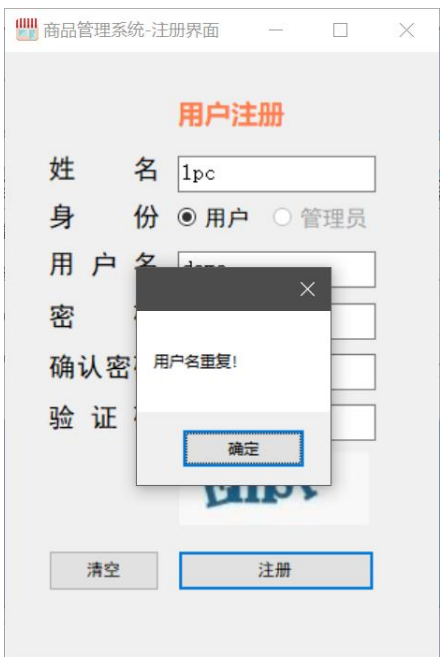 商品管理系统-注册界面
用户注册
姓 名 lpc
身 份 用户 管理员
用 户 名
密
用户名重复!
确认密
验 证
确定
清空 注册